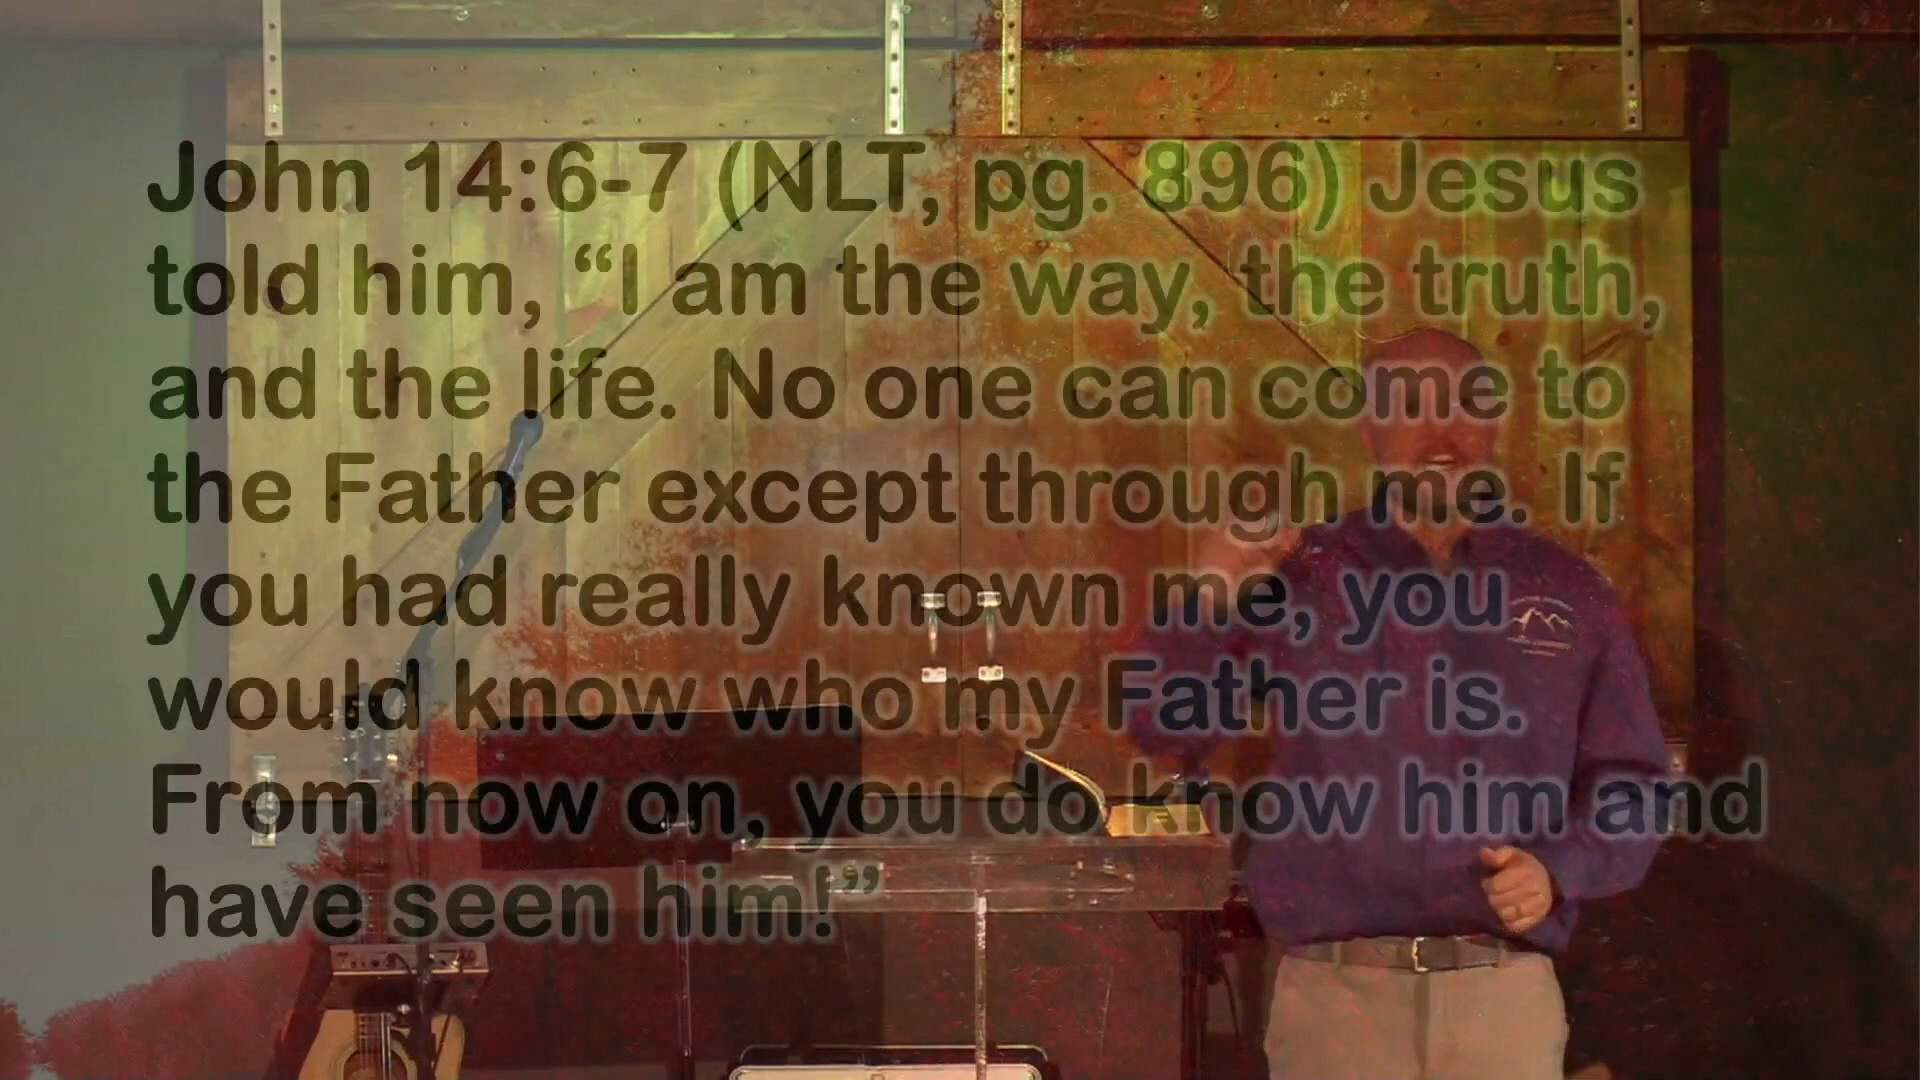 John 14:6-7 (NLT, pg. 896) Jesus
told him, “I am the way, the truth,
and the life. No one can come to
the Father except through me. If
you had really known me, you
would know who my Father is.
From now on, you do know him and
have seen him!”